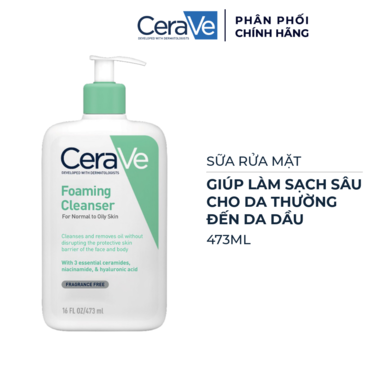 CeraVe
DEVELOPED WITH DERMATOLOGISTS
PHÂN PHỐI
CHÍNH HÃNG
CeraVe
DEVELOPED WITH DERMATOLOGISTS
Foaming
Cleanser
For Normal to Oily Skin
Cleanses and removes oil without
disrupting the protective skin
barrier of the face and body
With 3 essential ceramides,
niacinamide, & hyaluronic acid
FRAGRANCE FREE
16 FL OZ/473 ml
SỮA RỬA MẶT
GIÚP LÀM SẠCH SÂU
CHO DA THƯỜNG
ĐẾN DA DẦU
473ML